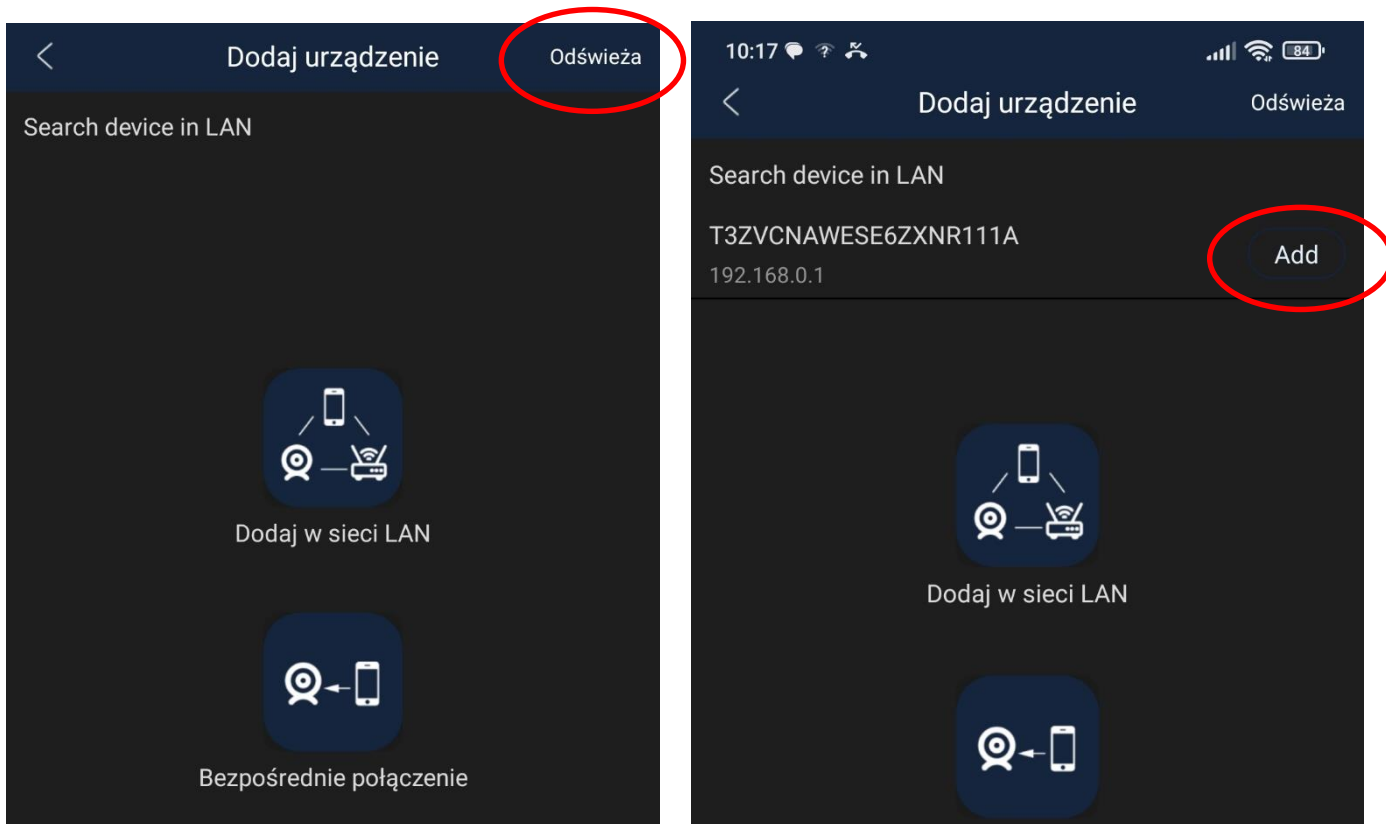 Dodaj urządzenie
Odświeża
Search device in LAN
Dodaj w sieci LAN
Bezpośrednie połączenie
10:17
84
Dodaj urządzenie
Odświeża
Search device in LAN
T3ZVCNAWESE6ZXNR111A
Add
192.168.0.1
Dodaj w sieci LAN